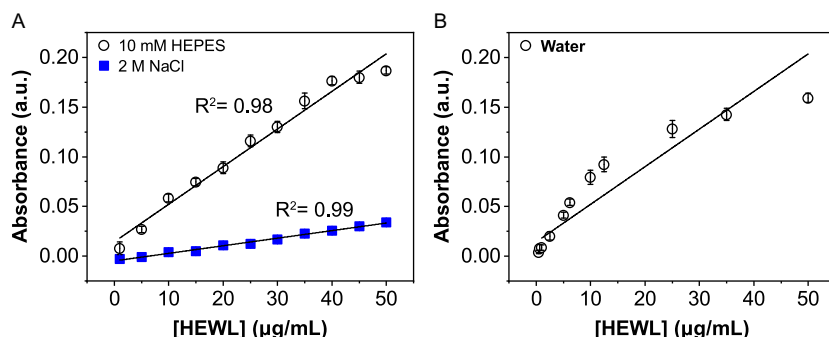 A
10 mM HEPES
2 M NaCl
R²= 0.98
R²= 0.99
0.20
0.15
0.10
0.05
0.00
Absorbance (a.u.)
0 10 20 30 40 50
[HEWL] (µg/mL)
B
Water
0.20
0.15
0.10
0.05
0.00
Absorbance (a.u.)
0 10 20 30 40 50
[HEWL] (µg/mL)